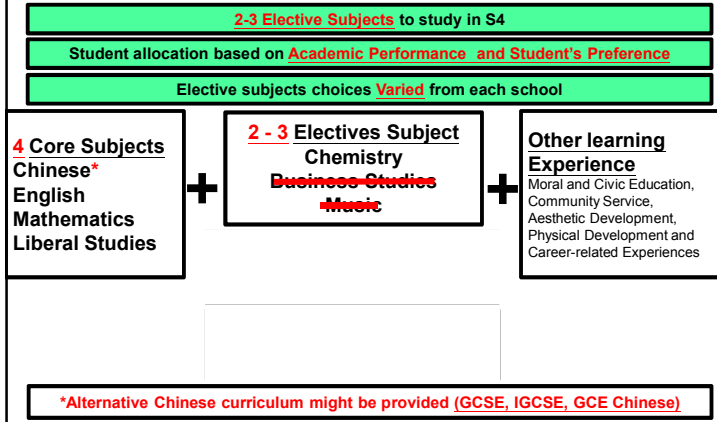 2-3 Elective Subjects to study in S4
Student allocation based on Academic Performance and Student's Preference
Elective subjects choices Varied from each school
4 Core Subjects
Chinese*
English
Mathematics
Liberal Studies
+
2 - 3 Electives Subject
Chemistry
Business Studies
Music
+
Other learning
Experience
Moral and Civic Education,
Community Service,
Aesthetic Development,
Physical Development and
Career-related Experiences
*Alternative Chinese curriculum might be provided (GCSE, IGCSE, GCE Chinese)